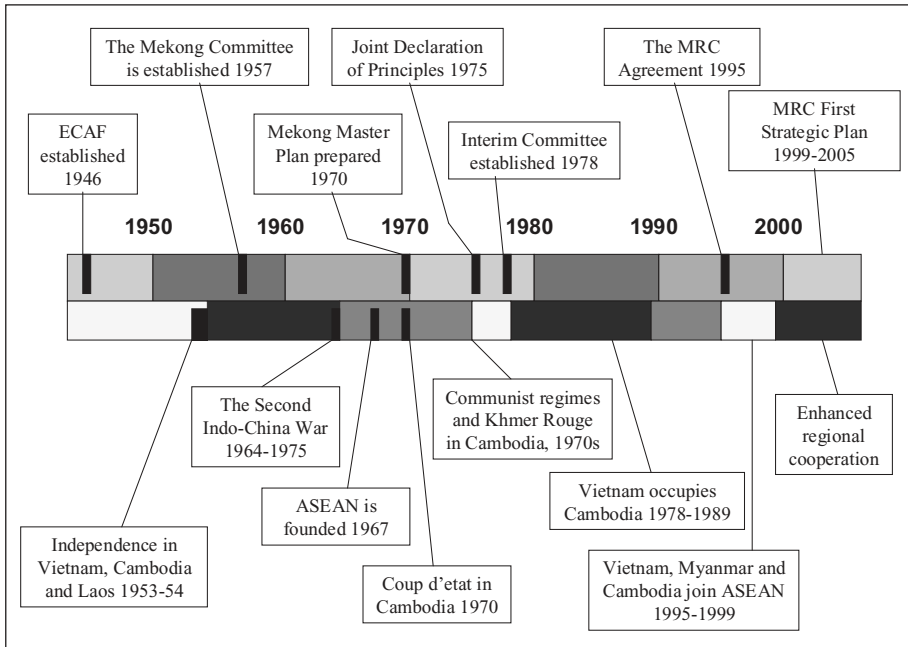 The Mekong Committee
is established 1957
Joint Declaration
of Principles 1975
The MRC
Agreement 1995
ECAF
established
1946
Mekong Master
Plan prepared
1970
Interim Committee
established 1978
MRC First
Strategic Plan
1999-2005
1950
1960
1970
1980
1990
2000
The Second
Indo-China War
1964-1975
Communist regimes
and Khmer Rouge
in Cambodia, 1970s
Enhanced
regional
cooperation
ASEAN is
founded 1967
Vietnam occupies
Cambodia 1978-1989
Independence in
Vietnam, Cambodia
and Laos 1953-54
Coup d’etat in
Cambodia 1970
Vietnam, Myanmar and
Cambodia join ASEAN
1995-1999